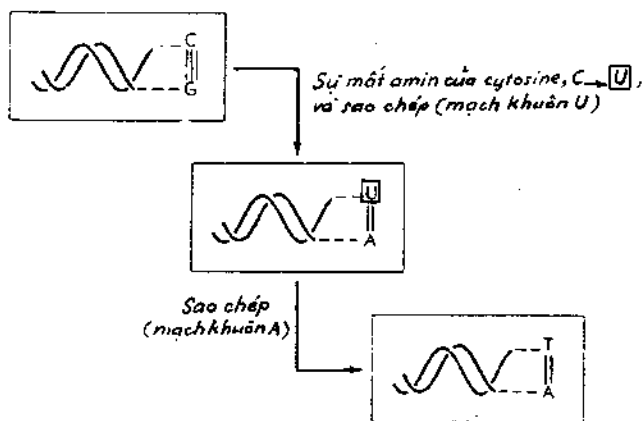 C
G
Sự mất amin của cytosine, C→U,
và sao chép (mạch khuôn U)
U
A
Sao chép
(mạch khuôn A)
T
A